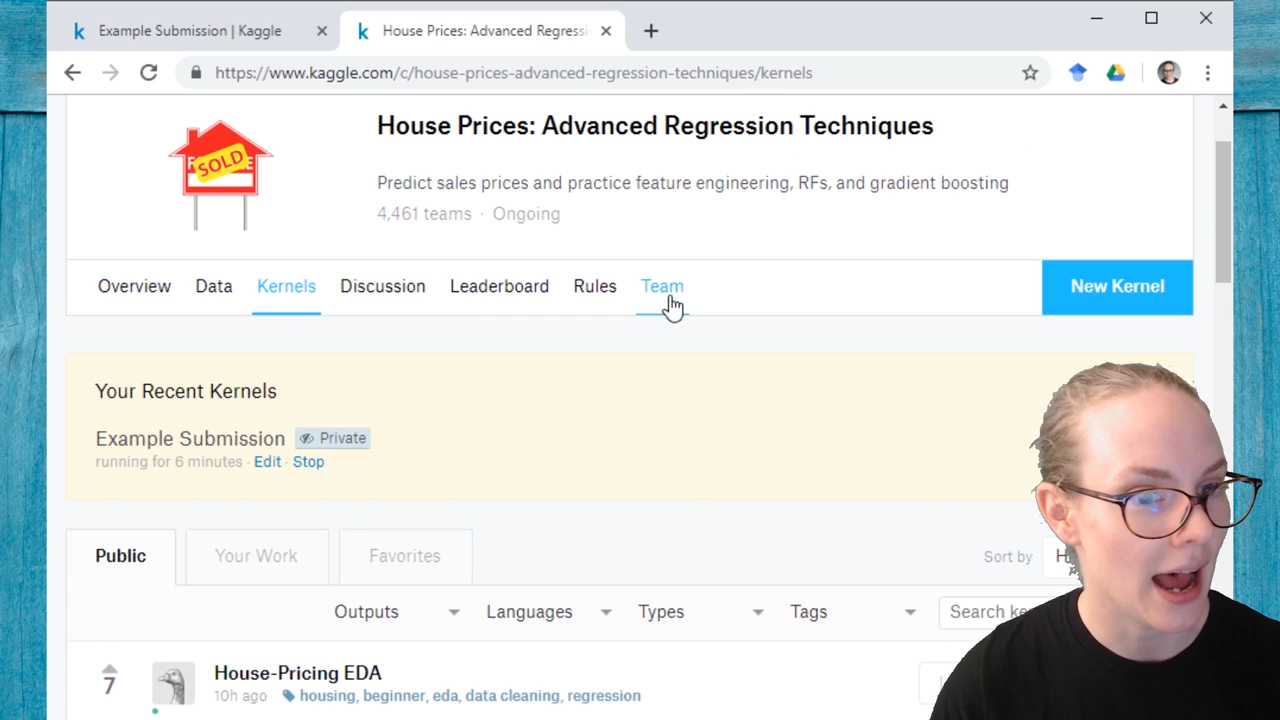 Example Submission | Kaggle
House Prices: Advanced Regressi
https://www.kaggle.com/c/house-prices-advanced-regression-techniques/kernels
SOLD
House Prices: Advanced Regression Techniques
Predict sales prices and practice feature engineering, RFs, and gradient boosting
4,461 teams · Ongoing
Overview Data Kernels Discussion Leaderboard Rules Team New Kernel
Your Recent Kernels
Example Submission Private
running for 6 minutes · Edit · Stop
Public Your Work Favorites Sort by
Outputs Languages Types Tags Search
7 House-Pricing EDA
10h ago housing, beginner, eda, data cleaning, regression